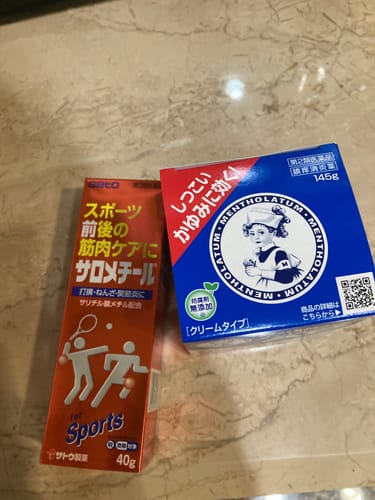 sato
スポーツ
前後の
筋肉ケアに
サロメチール
打撲・ねんざ・関節炎に
サリチル酸メチル配合
for
Sports
サトウ製薬
40g
しつこい
かゆみに効く!
第2類医薬品
鎮痒消炎薬
145g
MENTHOLATUM・MENTHOLATUM・MENTHOLATUM・
防腐剤
無添加
[クリームタイプ]
商品の詳細は
こちらから▶